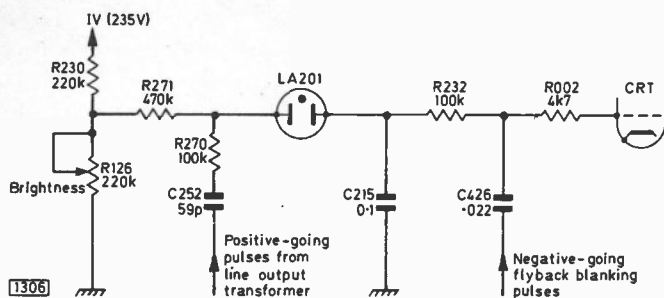 IV (235V)
R230
220k
R271
470k
LA201
R232
100k
R002
4k7
CRT
R270
100k
R126
220k
Brightness
C252
59p
C215
0·1
C426
·022
Positive-going
pulses from
line output
transformer
Negative-going
flyback blanking
pulses
1306